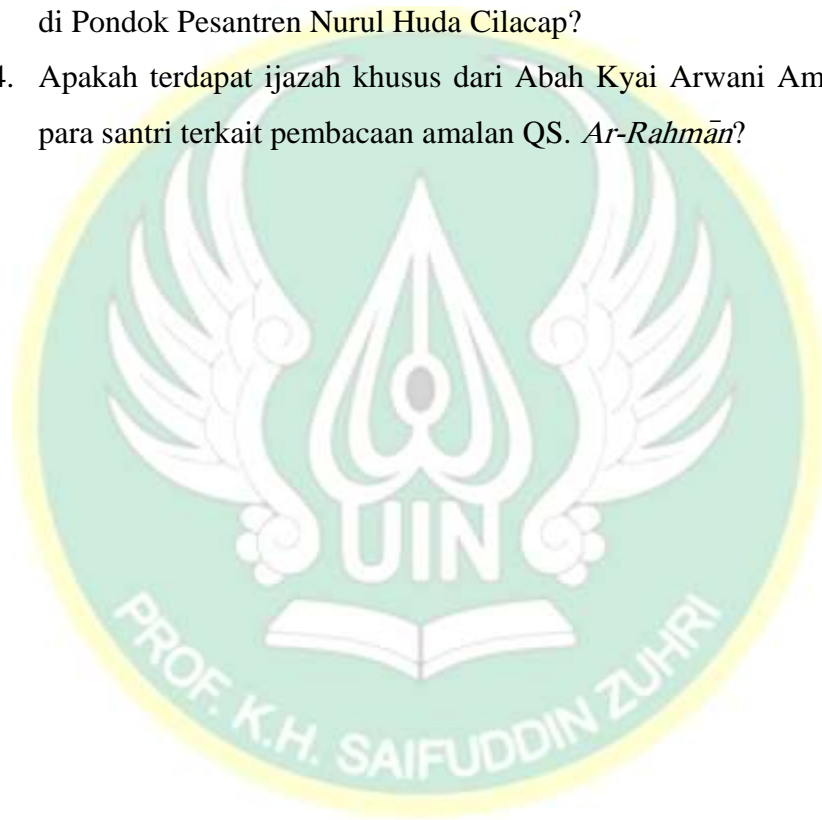 di Pondok Pesantren Nurul Huda Cilacap?
4. Apakah terdapat ijazah khusus dari Abah Kyai Arwani Am
para santri terkait pembacaan amalan QS. Ar-Rahmān?
UIN
PROF. K.H. SAIFUDDIN ZUHRI